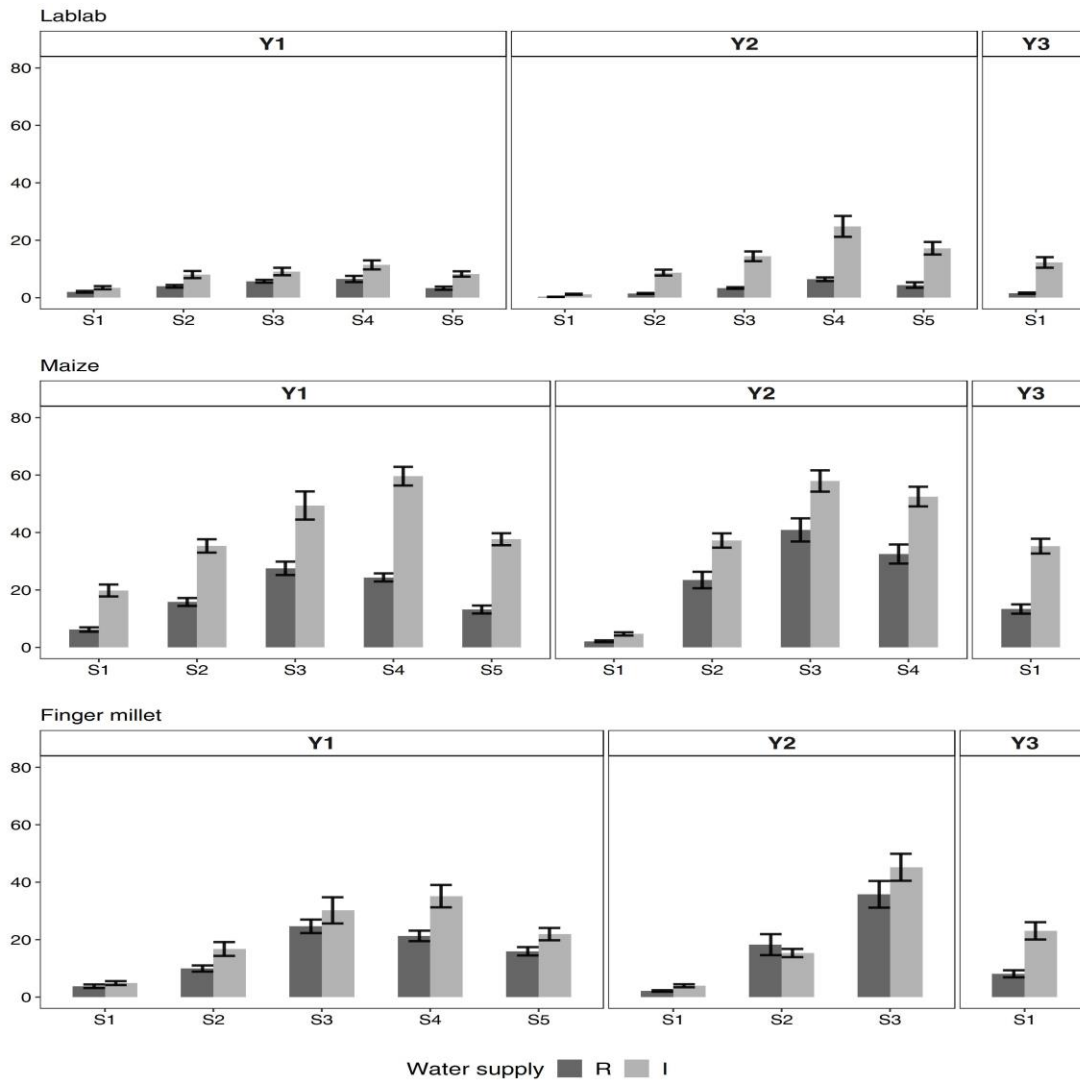 Lablab
Y1 Y2 Y3
80
60
40
20
0
S1 S2 S3 S4 S5 S1 S2 S3 S4 S5 S1
Maize
Y1 Y2 Y3
80
60
40
20
0
S1 S2 S3 S4 S5 S1 S2 S3 S4 S1
Finger millet
Y1 Y2 Y3
80
60
40
20
0
S1 S2 S3 S4 S5 S1 S2 S3 S1
Water supply R I